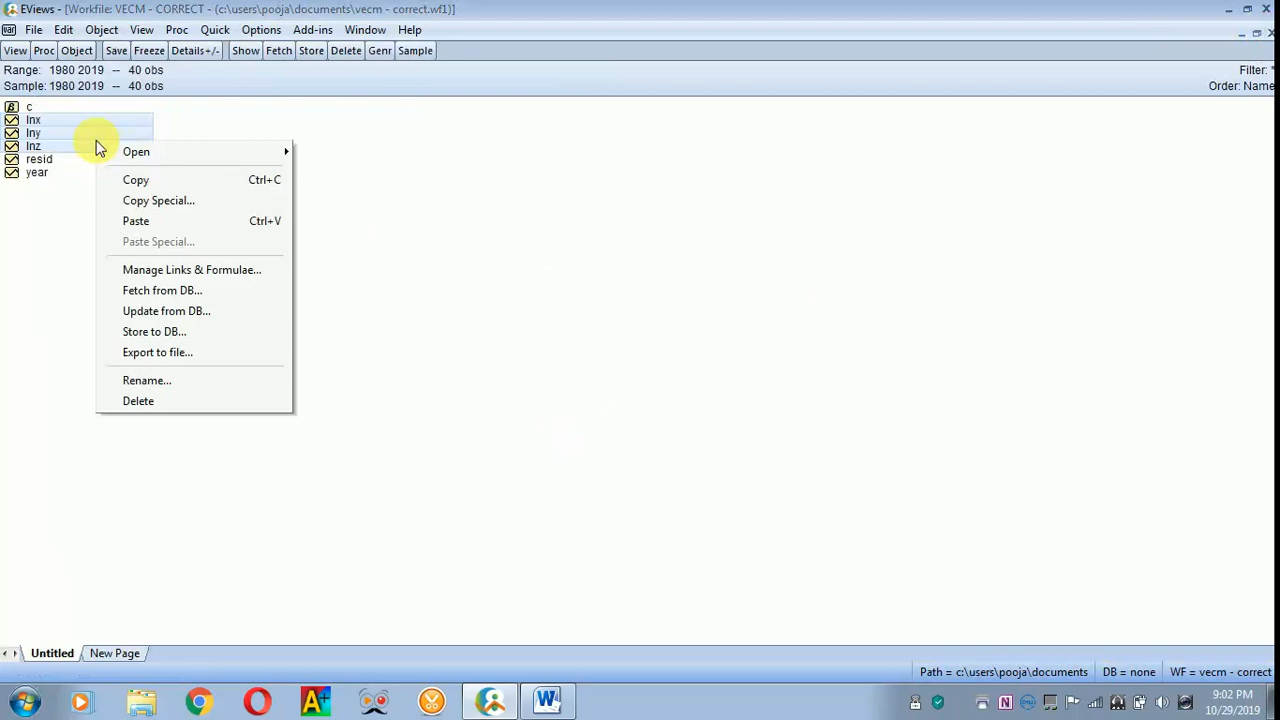 EViews - [Workfile: VECM - CORRECT - (c:\users\pooja\documents\vecm - correct.wf1)]
File Edit Object View Proc Quick Options Add-ins Window Help
View Proc Object Save Freeze Details+/- Show Fetch Store Delete Genr Sample
Range: 1980 2019 -- 40 obs Filter: *
Sample: 1980 2019 -- 40 obs Order: Name
c
lnx
lny
lnz
resid
year
Open
Copy Ctrl+C
Copy Special...
Paste Ctrl+V
Paste Special...
Manage Links & Formulae...
Fetch from DB...
Update from DB...
Store to DB...
Export to file...
Rename...
Delete
Untitled New Page
Path = c:\users\pooja\documents DB = none WF = vecm - correct
9:02 PM
10/29/2019